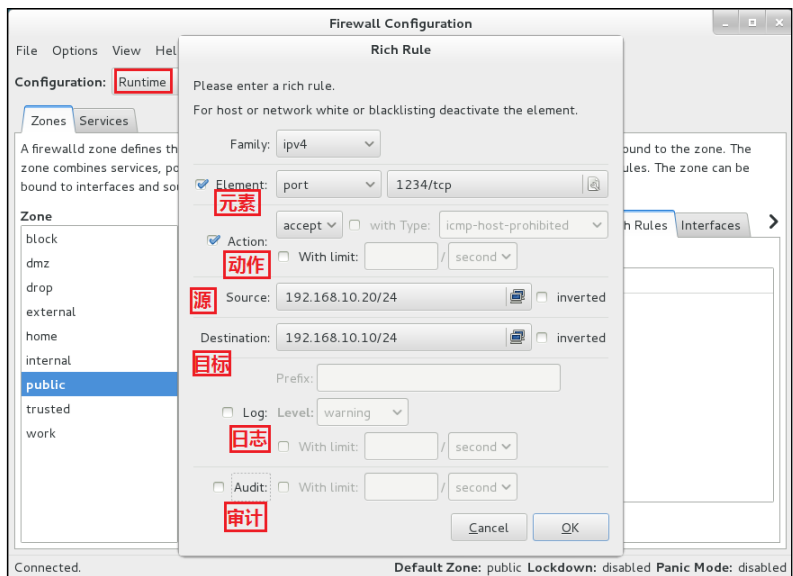 Firewall Configuration
File Options View Hel
Rich Rule
Configuration: Runtime
Please enter a rich rule.
For host or network white or blacklisting deactivate the element.
Zones Services
A firewalld zone defines th
ound to the zone. The
zone combines services, po
ules. The zone can be
bound to interfaces and so
Family: ipv4
Element: port 1234/tcp
元素
Zone
block
dmz
drop
external
home
internal
public
trusted
work
h Rules Interfaces
accept with Type: icmp-host-prohibited
Action:
动作
With limit: / second
源
Source: 192.168.10.20/24 inverted
Destination: 192.168.10.10/24 inverted
目标
Prefix:
Log: Level: warning
日志
With limit: / second
Audit: With limit: / second
审计
Cancel OK
Connected.
Default Zone: public Lockdown: disabled Panic Mode: disabled